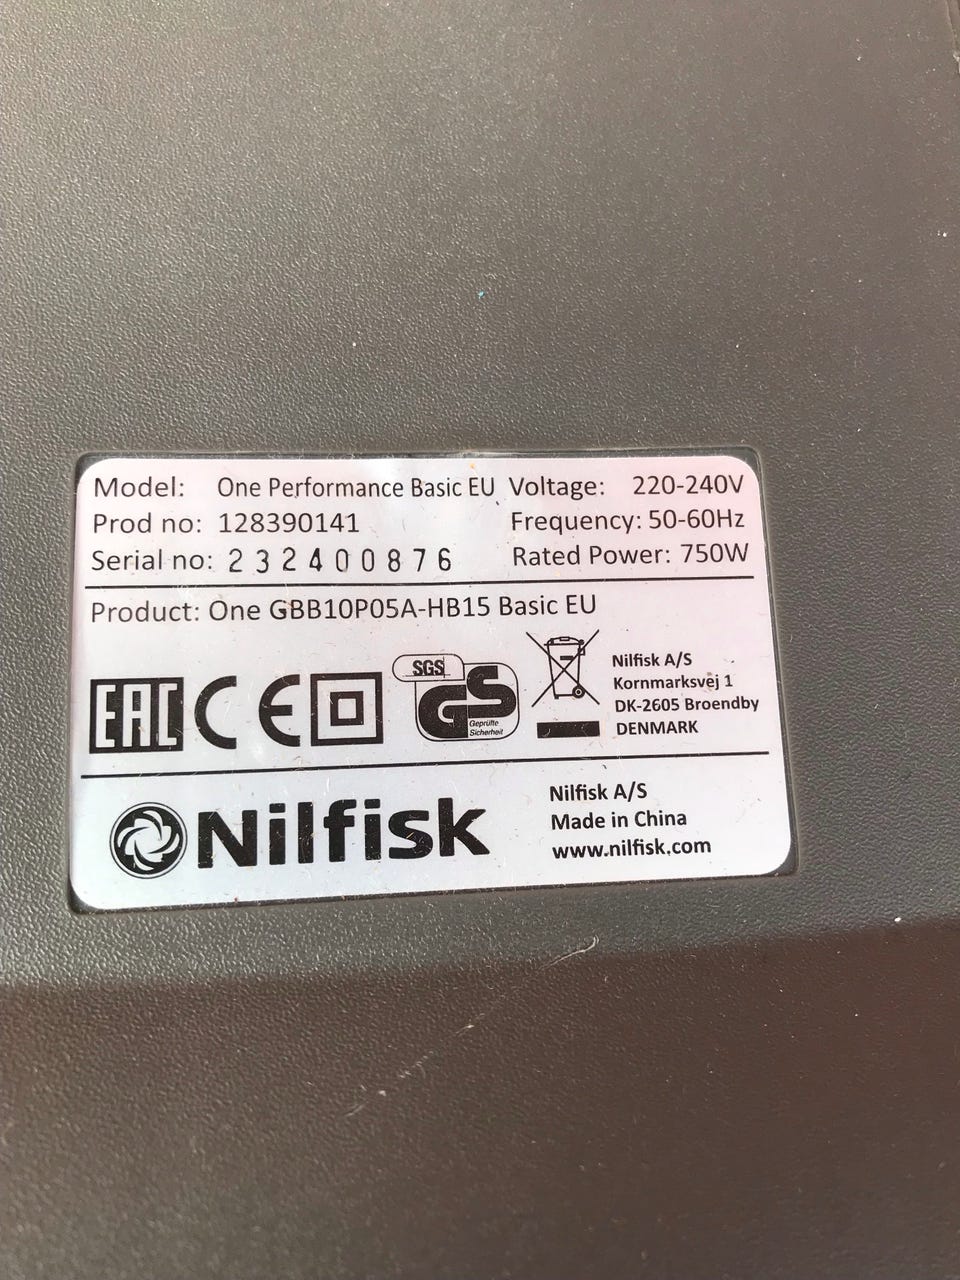 Model: One Performance Basic EU Voltage: 220-240V
Prod no: 128390141 Frequency: 50-60Hz
Serial no: 232400876 Rated Power: 750W
Product: One GBB10P05A-HB15 Basic EU
EAC CE SGS GS
Geprüfte
Sicherheit
Nilfisk A/S
Kornmarksvej 1
DK-2605 Broendby
DENMARK
Nilfisk
Nilfisk A/S
Made in China
www.nilfisk.com